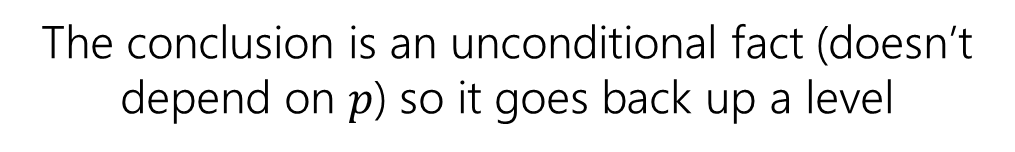 The conclusion is an unconditional fact (doesn’t
depend on p) so it goes back up a level